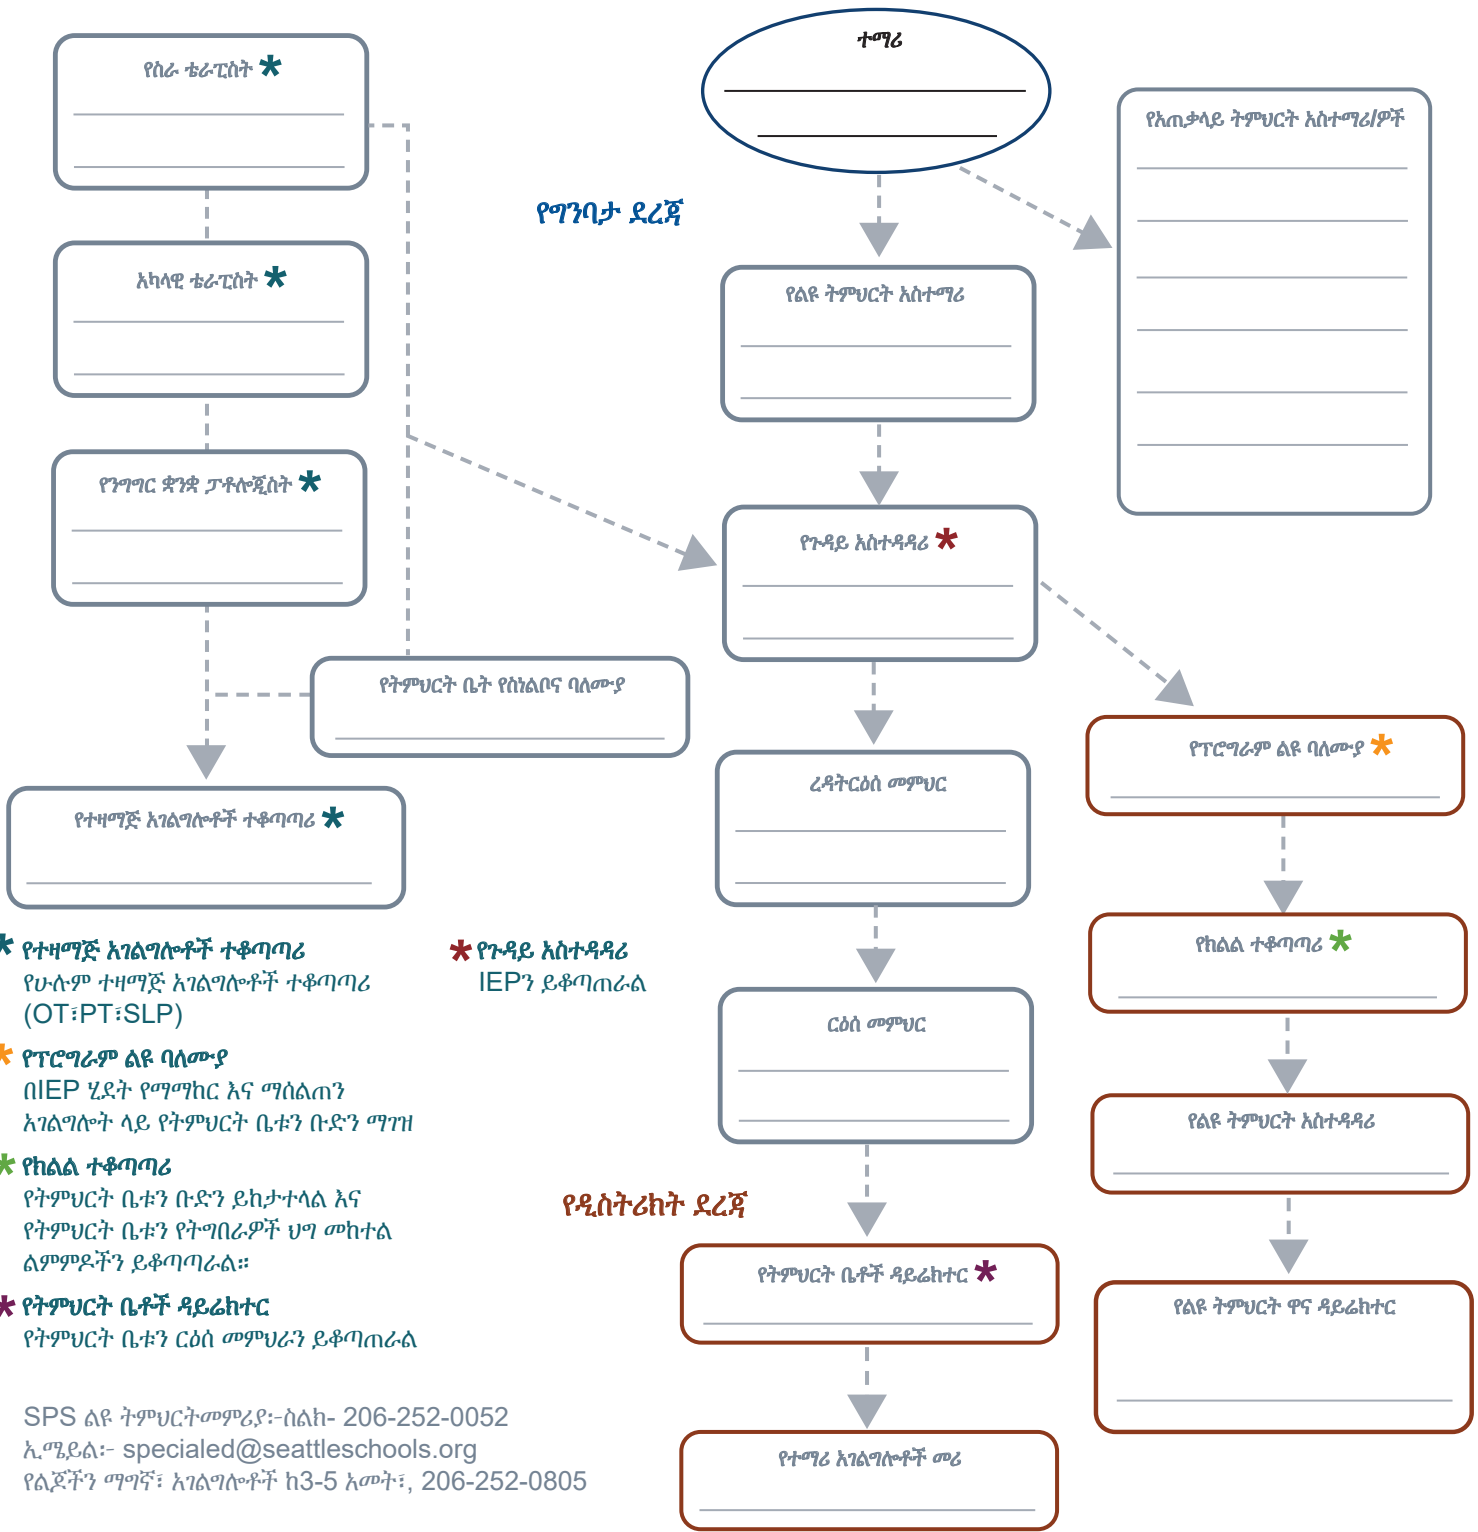 ተማሪ
የስራ ቴራፒስት *
የአጠቃላይ ትምህርት አስተማሪ/ዎች
የግንባታ ደረጃ
አካላዊ ቴራፒስት *
የልዩ ትምህርት አስተማሪ
የንግግር ቋንቋ ፓቶሎጂስት *
የጉዳይ አስተዳዳሪ *
የትምህርት ቤት የስነልቦና ባለሙያ
የፕሮግራም ልዩ ባለሙያ *
ረዳትርዕሰ መምህር
የተዛማጅ አገልግሎቶች ተቆጣጣሪ *
የክልል ተቆጣጣሪ *
* የተዛማጅ አገልግሎቶች ተቆጣጣሪ
የሁሉም ተዛማጅ አገልግሎቶች ተቆጣጣሪ
(OT፣PT፣SLP)
* የጉዳይ አስተዳዳሪ
IEPን ይቆጣጠራል
* የፕሮግራም ልዩ ባለሙያ
በIEP ሂደት የማማከር እና ማሰልጠን
አገልግሎት ላይ የትምህርት ቤቱን ቡድን ማገዝ
* የክልል ተቆጣጣሪ
የትምህርት ቤቱን ቡድን ይከታተላል እና
የትምህርት ቤቱን የትግበራዎች ህግ መከተል
ልምምዶችን ይቆጣጣራል።
* የትምህርት ቤቶች ዳይሬክተር
የትምህርት ቤቱን ርዕሰ መምህራን ይቆጣጠራል
ርዕሰ መምህር
የልዩ ትምህርት አስተዳዳሪ
የዲስትሪክት ደረጃ
የትምህርት ቤቶች ዳይሬክተር *
የልዩ ትምህርት ዋና ዳይሬክተር
የተማሪ አገልግሎቶች መሪ
SPS ልዩ ትምህርትመምሪያ፡-ስልክ- 206-252-0052
ኢሜይል፡- specialed@seattleschools.org
የልጆችን ማግኛ፣ አገልግሎቶች ከ3-5 አመት፣, 206-252-0805